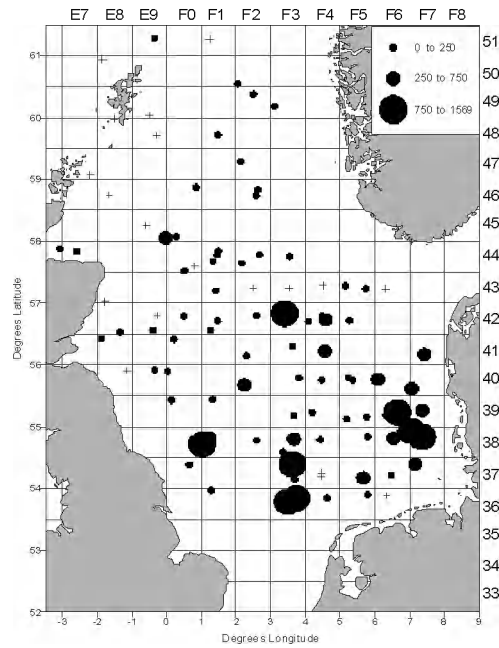 E7 E8 E9 F0 F1 F2 F3 F4 F5 F6 F7 F8
61 51
0 to 250
50
250 to 750
60 49
750 to 1569
48
59 47
46
58 45
44
57 43
42
56 41
40
55 39
38
54 37
36
53 35
34
52 33
Degrees Latitude
-3 -2 -1 0 1 2 3 4 5 6 7 8 9
Degrees Longitude